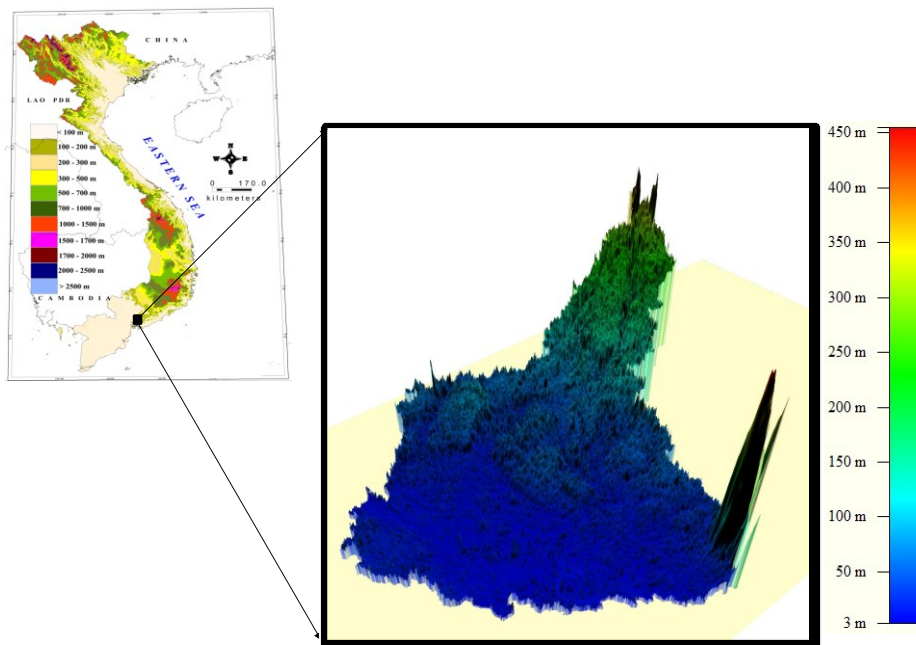 CHINA
LAO PDR
< 100 m
100 - 200 m
200 - 300 m
300 - 500 m
500 - 700 m
700 - 1000 m
1000 - 1500 m
1500 - 1700 m
1700 - 2000 m
2000 - 2500 m
> 2500 m
EASTERN SEA
N
W E
S
0 170.0
kilometers
CAMBODIA
450 m
400 m
350 m
300 m
250 m
200 m
150 m
100 m
50 m
3 m